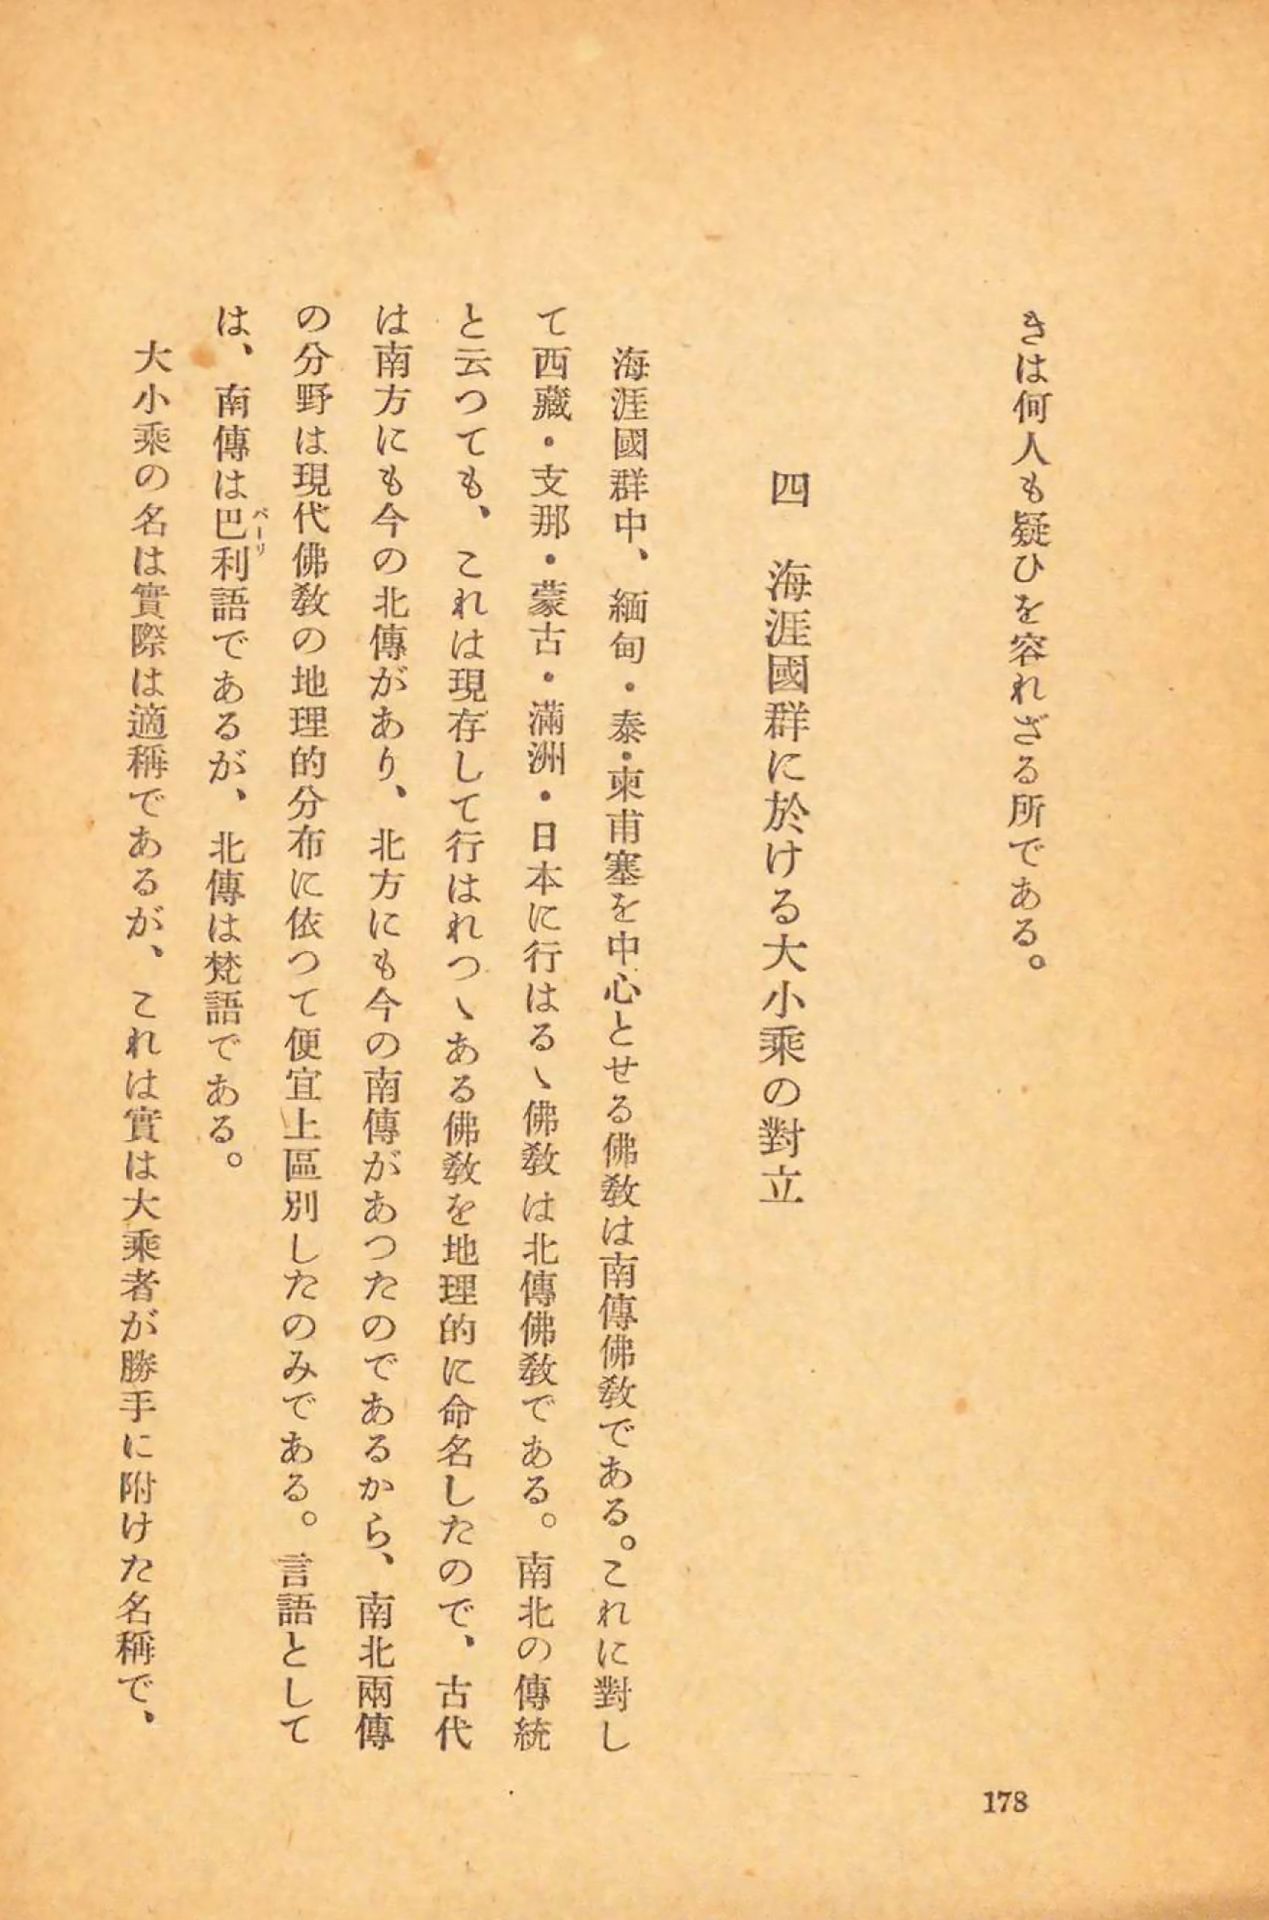 きは何人も疑ひを容れざる所である。
四　海涯國群に於ける大小乘の對立
海涯國群中、緬甸・泰・柬甫塞を中心とせる佛敎は南傳佛敎である。これに對し
て西藏・支那・蒙古・滿洲・日本に行はるゝ佛敎は北傳佛敎である。南北の傳統
と云つても、これは現存して行はれつゝある佛敎を地理的に命名したので、古代
は南方にも今の北傳があり、北方にも今の南傳があつたのであるから、南北兩傳
の分野は現代佛敎の地理的分布に依つて便宜上區別したのみである。言語として
は、南傳は巴利語であるが、北傳は梵語である。
パーリ
大小乘の名は實際は適稱であるが、これは實は大乘者が勝手に附けた名稱で、
178